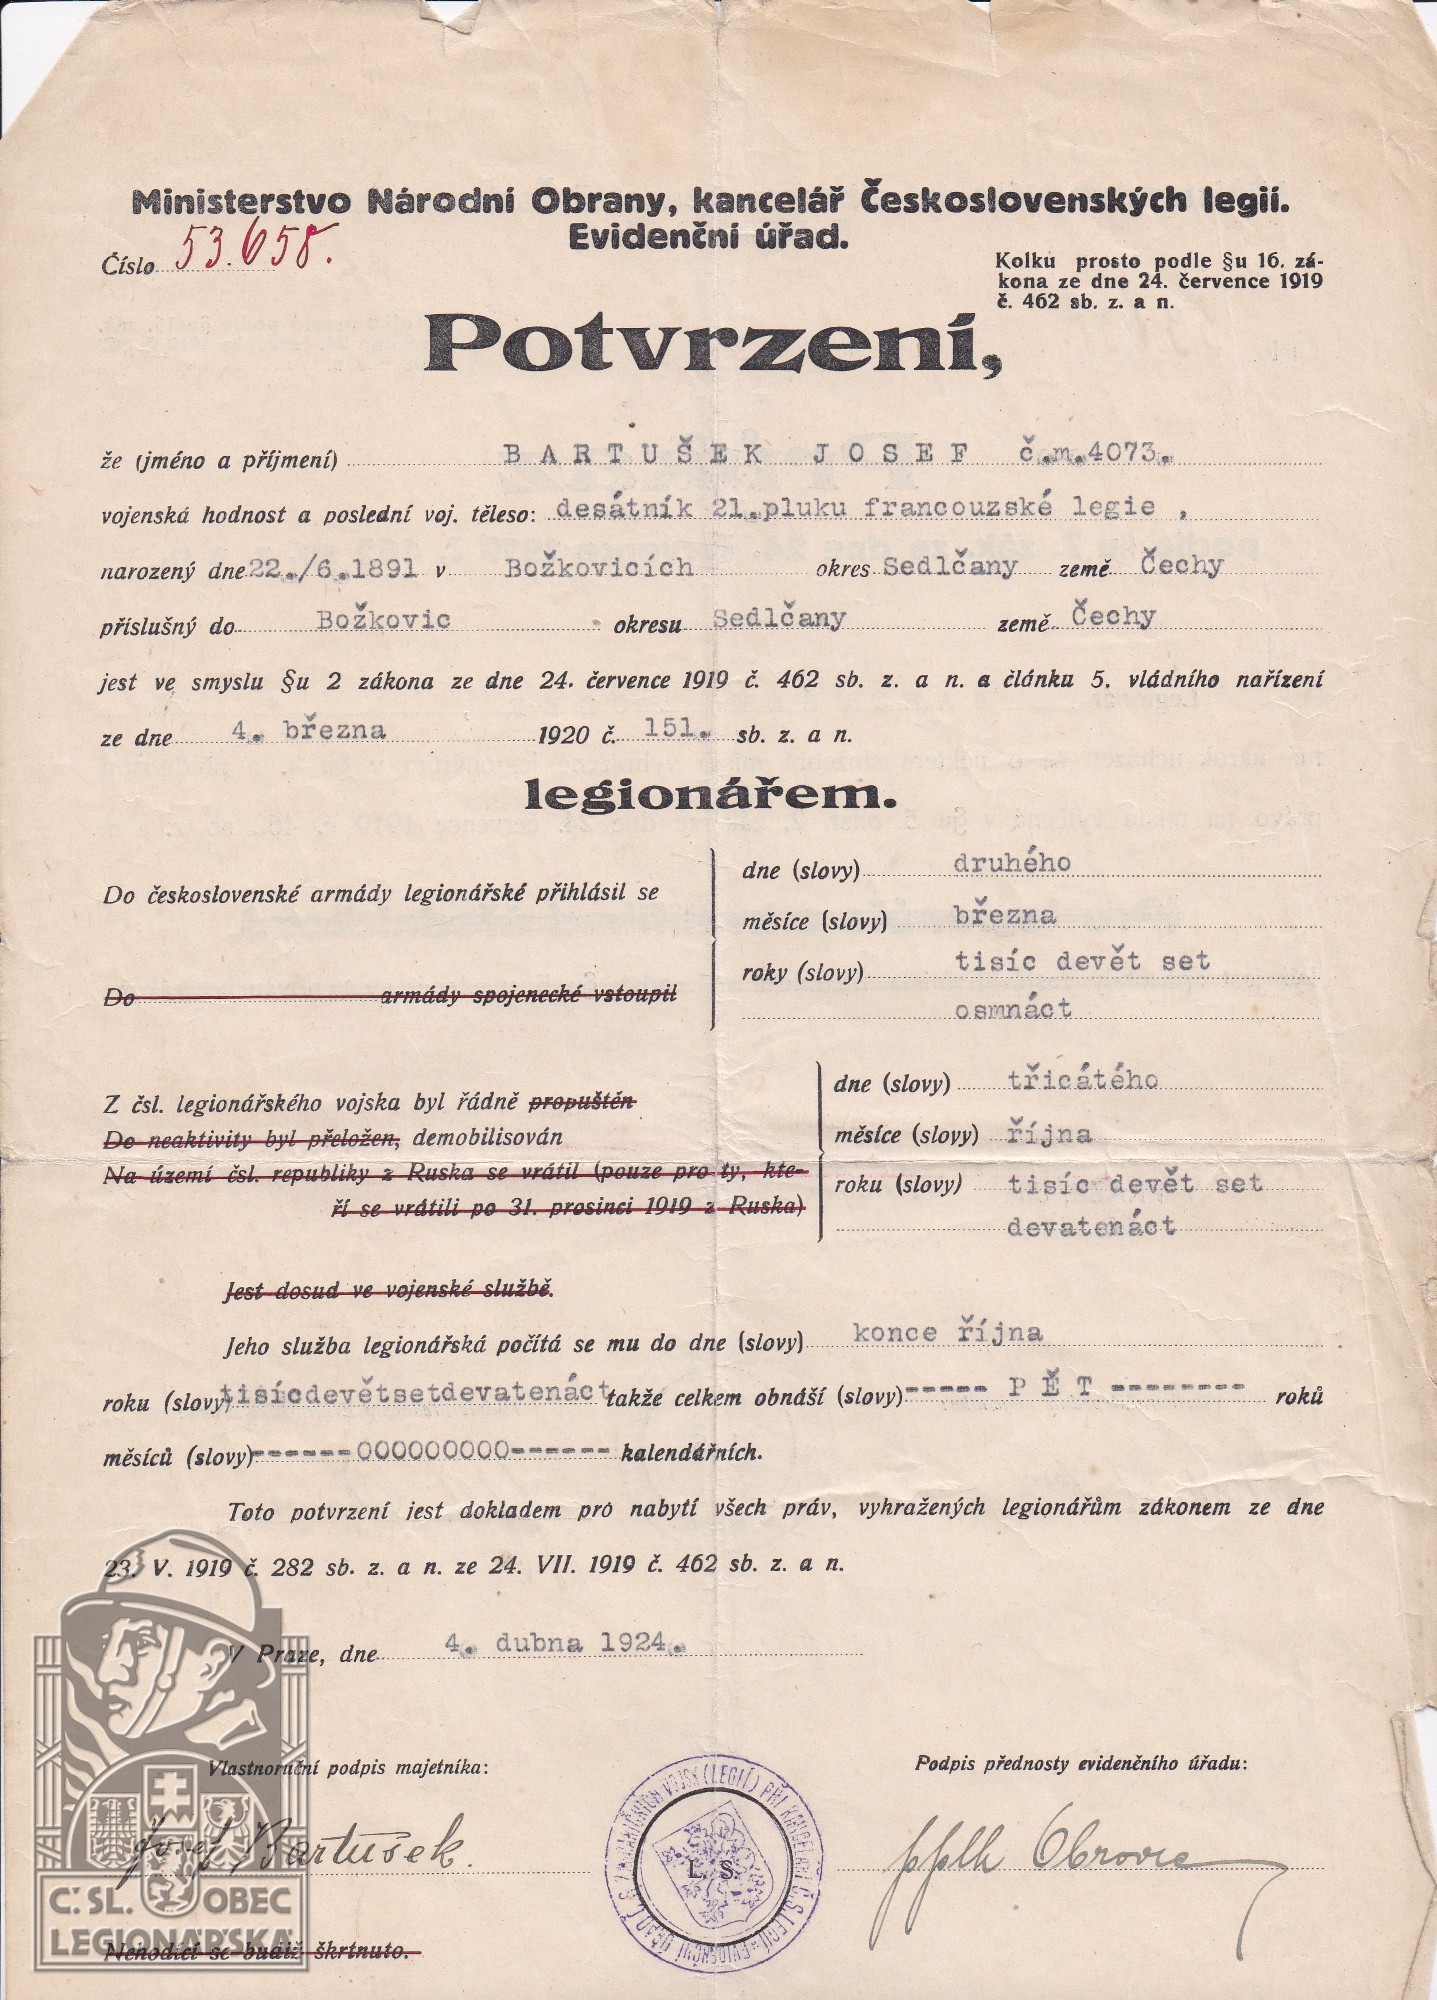 Ministerstvo Národní Obrany, kancelář Československých legií.
Evidenční úřad.
Číslo 53.658.
Kolku prosto podle §u 16. zá-
kona ze dne 24. července 1919
č. 462 sb. z. a n.
Potvrzení,
že (jméno a příjmení) BARTUŠEK JOSEF č.m.4073.
vojenská hodnost a poslední voj. těleso: desátník 21.pluku francouzské legie ,
narozený dne 22./6.1891 v Božkovicích okres Sedlčany země Čechy
příslušný do Božkovic okresu Sedlčany země Čechy
jest ve smyslu §u 2 zákona ze dne 24. července 1919 č. 462 sb. z. a n. a článku 5. vládního nařízení
ze dne 4. března 1920 č. 151. sb. z. a n.
legionářem.
Do československé armády legionářské přihlásil se
Do armády spojenecké vstoupil
dne (slovy) druhého
měsíce (slovy) března
roky (slovy) tisíc devět set
osmnáct
Z čsl. legionářského vojska byl řádně propuštěn
Do neaktivity byl přeložen, demobilisován
Na území čsl. republiky z Ruska se vrátil (pouze pro ty, kte-
ří se vrátili po 31. prosinci 1919 z Ruska)
dne (slovy) třicátého
měsíce (slovy) října
roku (slovy) tisíc devět set
devatenáct
Jest dosud ve vojenské službě.
Jeho služba legionářská počítá se mu do dne (slovy) konce října
roku (slovy) tisícdevětsetdevatenáct takže celkem obnáší (slovy) ----- PĚT -------- roků
měsíců (slovy) -------000000000------ kalendářních.
Toto potvrzení jest dokladem pro nabytí všech práv, vyhražených legionářům zákonem ze dne
23. V. 1919 č. 282 sb. z. a n. ze 24. VII. 1919 č. 462 sb. z. a n.
V Praze, dne 4. dubna 1924.
Vlastnoruční podpis majetníka:
Podpis přednosty evidenčního úřadu:
Josef Bartušek.
L. S.
pplk Obrovic
Č.SL. OBEC
LEGIONÁŘSKÁ
Nehodící se budiž škrtnuto.